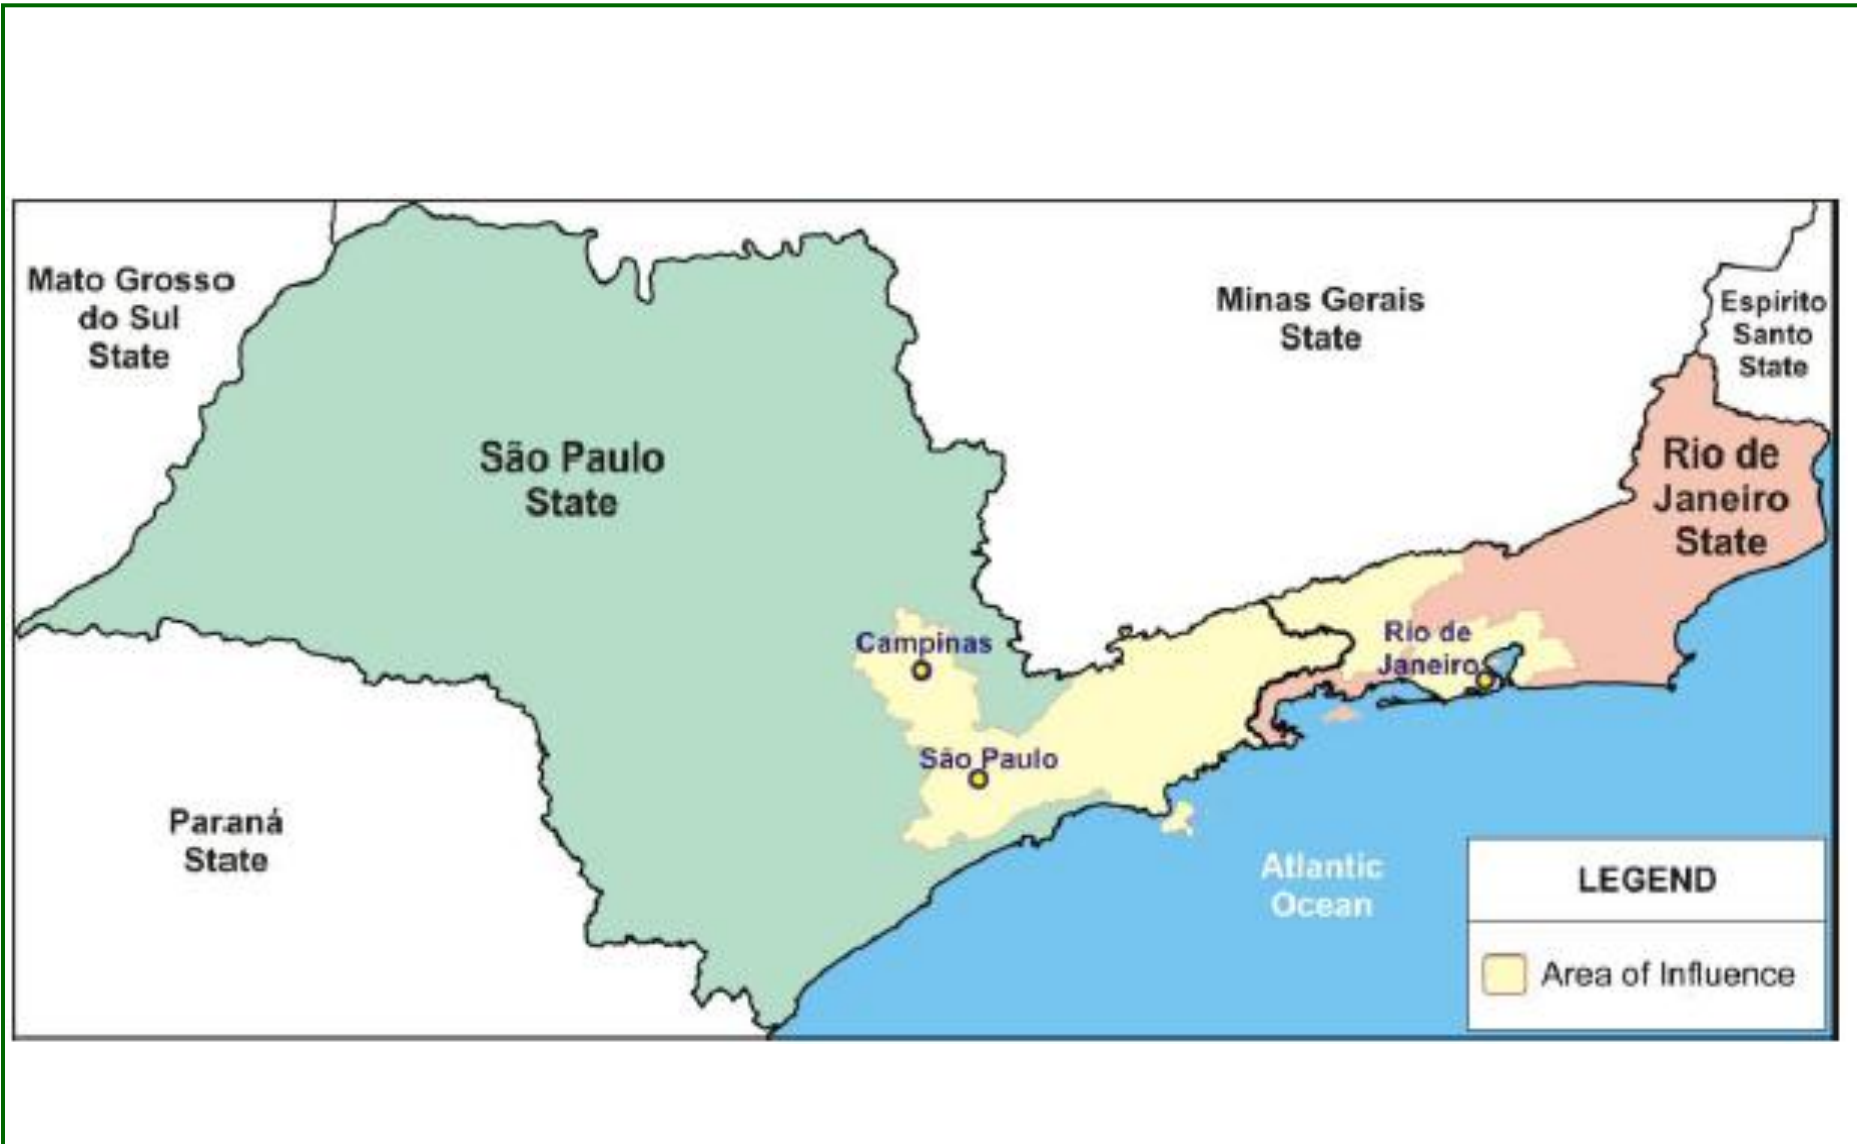 Mato Grosso
do Sul
State
Minas Gerais
State
Espirito
Santo
State
São Paulo
State
Rio de
Janeiro
State
Campinas
Rio de
Janeiro
São Paulo
Paraná
State
Atlantic
Ocean
LEGEND
Area of Influence